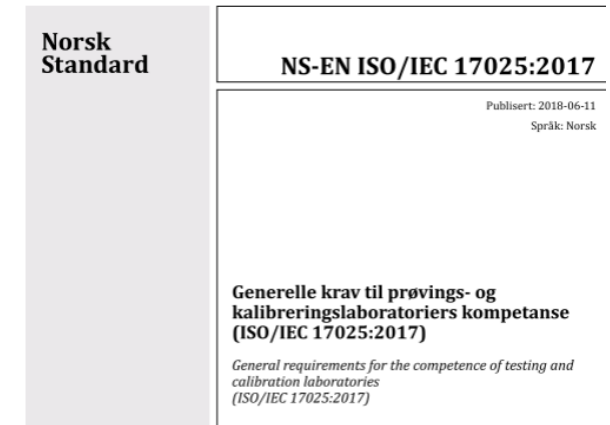 Norsk
Standard
NS-EN ISO/IEC 17025:2017
Publisert: 2018-06-11
Språk: Norsk
Generelle krav til prøvings- og
kalibreringslaboratoriers kompetanse
(ISO/IEC 17025:2017)
General requirements for the competence of testing and
calibration laboratories
(ISO/IEC 17025:2017)